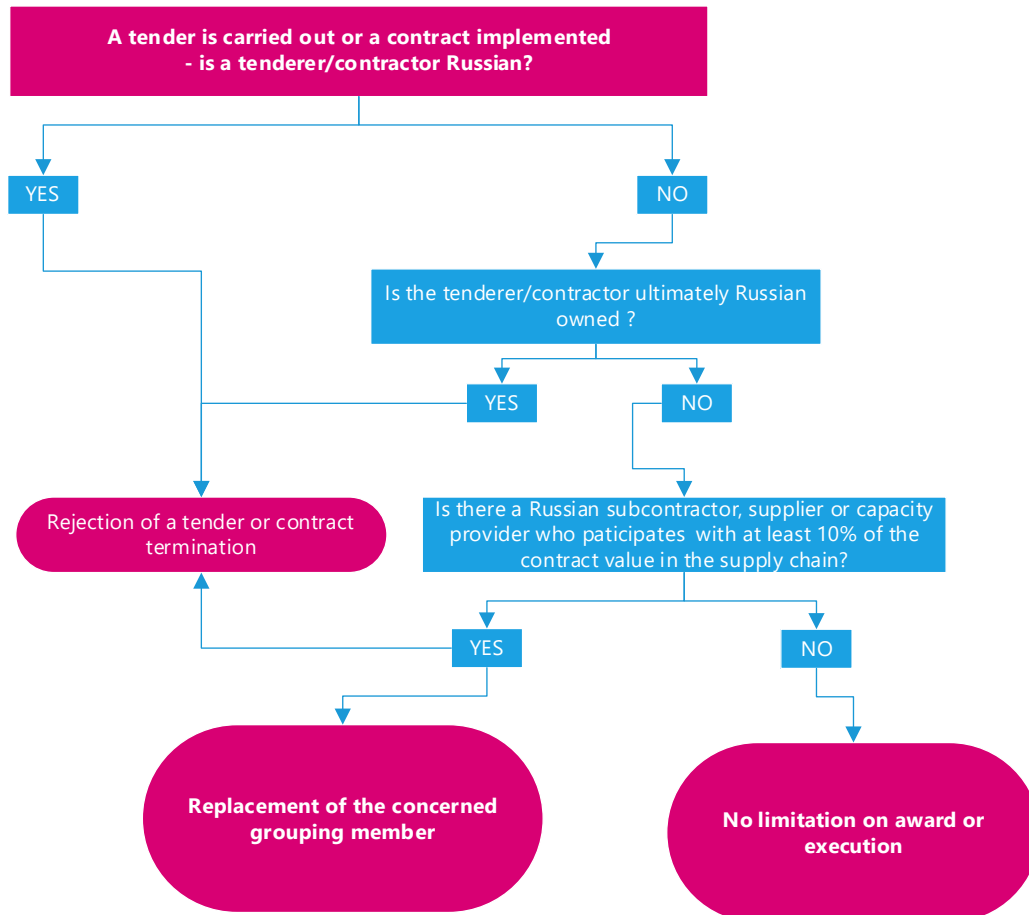 A tender is carried out or a contract implemented
- is a tenderer/contractor Russian?
YES
NO
Is the tenderer/contractor ultimately Russian
owned ?
YES
NO
Rejection of a tender or contract
termination
Is there a Russian subcontractor, supplier or capacity
provider who paticipates with at least 10% of the
contract value in the supply chain?
YES
NO
Replacement of the concerned
grouping member
No limitation on award or
execution